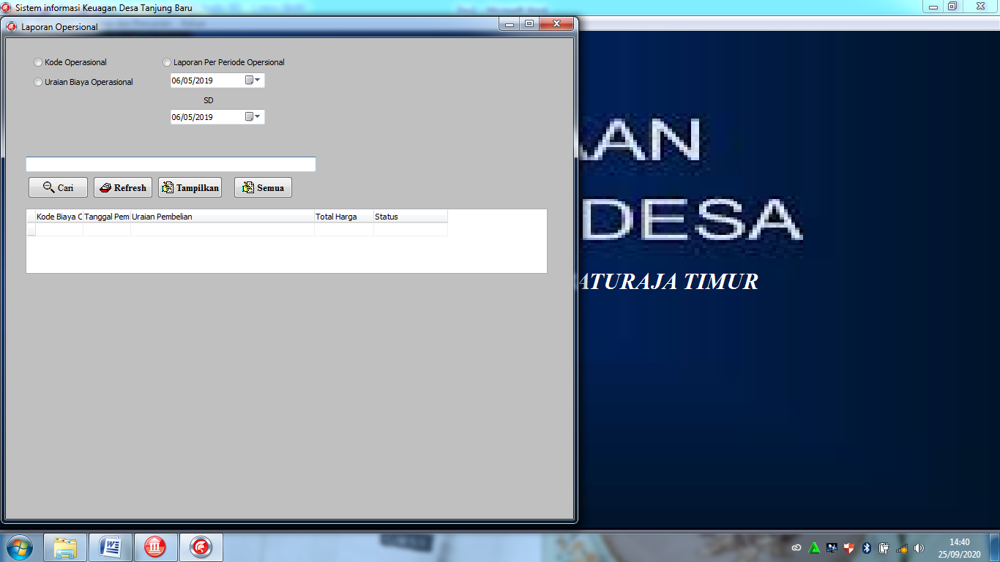 Sistem informasi Keuagan Desa Tanjung Baru
Laporan Opersional
Kode Operasional
Laporan Per Periode Opersional
Uraian Biaya Operasional
06/05/2019
SD
06/05/2019
Cari
Refresh
Tampilkan
Semua
Kode Biaya C
Tanggal Pem
Uraian Pembelian
Total Harga
Status
AAN
DESA
ATURAJA TIMUR
14:40
25/09/2020